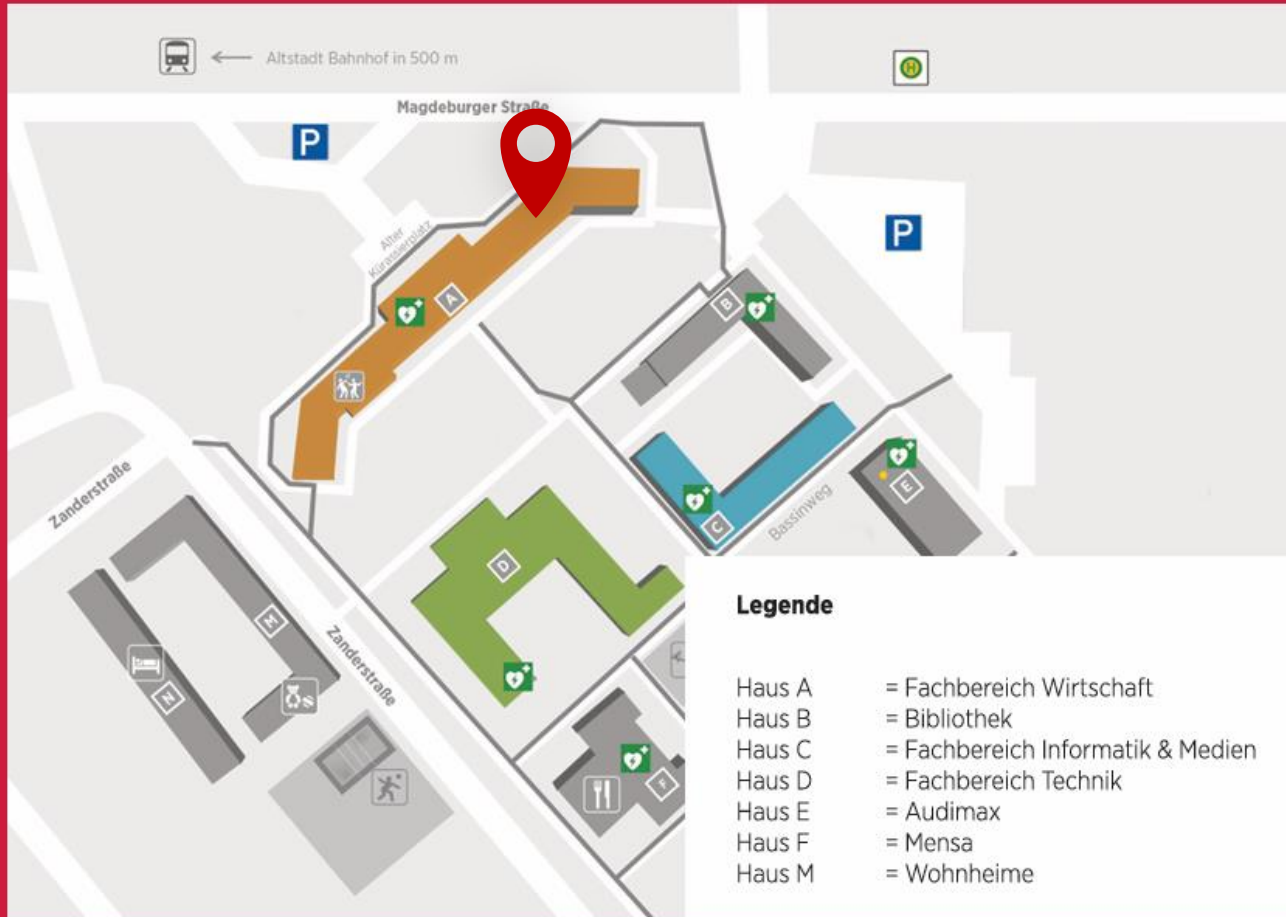 Altstadt Bahnhof in 500 m
H
Magdeburger Straße
P
Alter
Kürassierplatz
P
A
B
Zanderstraße
E
C
Bassinweg
D
M
Zanderstraße
N
F
Legende
Haus A = Fachbereich Wirtschaft
Haus B = Bibliothek
Haus C = Fachbereich Informatik & Medien
Haus D = Fachbereich Technik
Haus E = Audimax
Haus F = Mensa
Haus M = Wohnheime